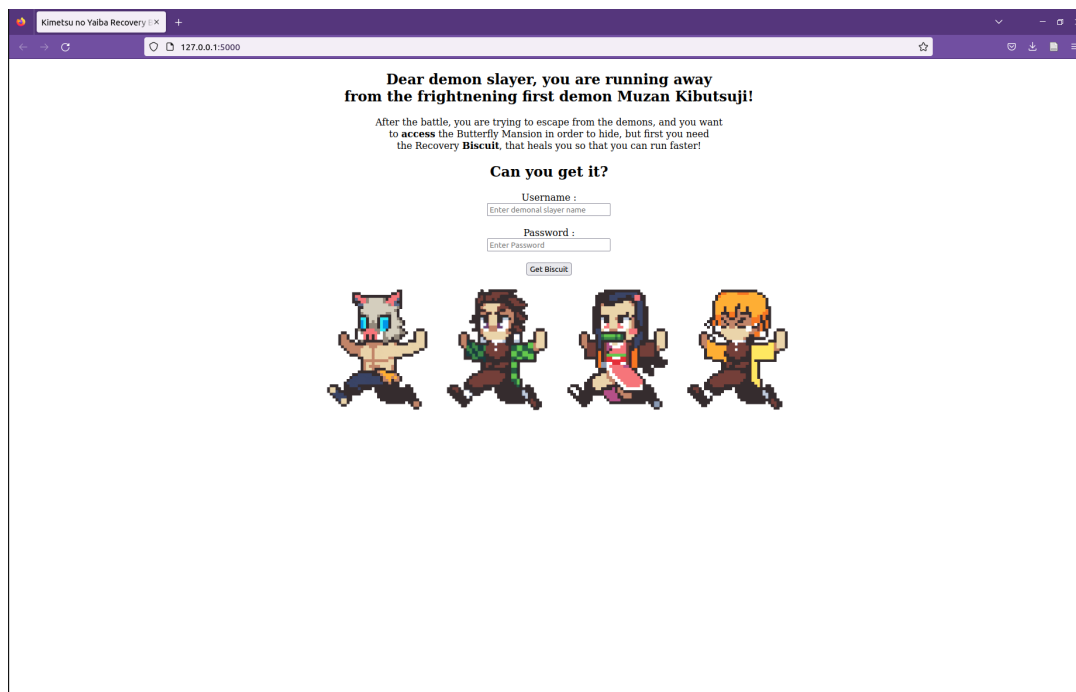 Kimetsu no Yaiba Recovery
127.0.0.1:5000
Dear demon slayer, you are running away
from the frightnening first demon Muzan Kibutsuji!
After the battle, you are trying to escape from the demons, and you want
to access the Butterfly Mansion in order to hide, but first you need
the Recovery Biscuit, that heals you so that you can run faster!
Can you get it?
Username :
Enter demonal slayer name
Password :
Enter Password
Get Biscuit